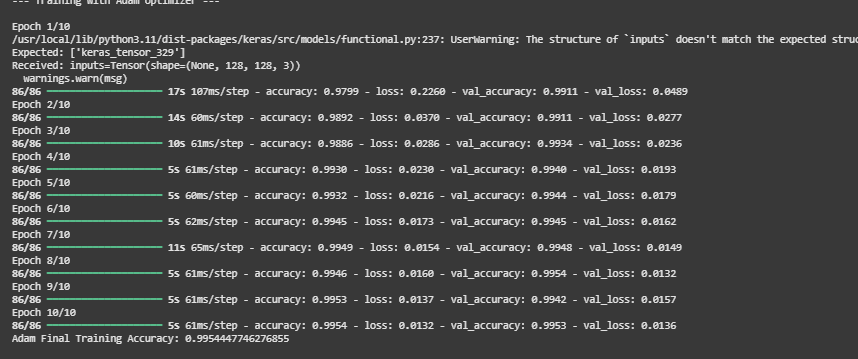 --- Training with Adam Optimizer ---
Epoch 1/10
/usr/local/lib/python3.11/dist-packages/keras/src/models/functional.py:237: UserWarning: The structure of `inputs` doesn't match the expected struc
Expected: ['keras_tensor_329']
Received: inputs=Tensor(shape=(None, 128, 128, 3))
warnings.warn(msg)
86/86 ━━━━━━━━━━━━━━━━━━━━ 17s 107ms/step - accuracy: 0.9799 - loss: 0.2260 - val_accuracy: 0.9911 - val_loss: 0.0489
Epoch 2/10
86/86 ━━━━━━━━━━━━━━━━━━━━ 14s 60ms/step - accuracy: 0.9892 - loss: 0.0370 - val_accuracy: 0.9911 - val_loss: 0.0277
Epoch 3/10
86/86 ━━━━━━━━━━━━━━━━━━━━ 10s 61ms/step - accuracy: 0.9886 - loss: 0.0286 - val_accuracy: 0.9934 - val_loss: 0.0236
Epoch 4/10
86/86 ━━━━━━━━━━━━━━━━━━━━ 5s 61ms/step - accuracy: 0.9930 - loss: 0.0230 - val_accuracy: 0.9940 - val_loss: 0.0193
Epoch 5/10
86/86 ━━━━━━━━━━━━━━━━━━━━ 5s 60ms/step - accuracy: 0.9932 - loss: 0.0216 - val_accuracy: 0.9944 - val_loss: 0.0179
Epoch 6/10
86/86 ━━━━━━━━━━━━━━━━━━━━ 5s 62ms/step - accuracy: 0.9945 - loss: 0.0173 - val_accuracy: 0.9945 - val_loss: 0.0162
Epoch 7/10
86/86 ━━━━━━━━━━━━━━━━━━━━ 11s 65ms/step - accuracy: 0.9949 - loss: 0.0154 - val_accuracy: 0.9948 - val_loss: 0.0149
Epoch 8/10
86/86 ━━━━━━━━━━━━━━━━━━━━ 5s 61ms/step - accuracy: 0.9946 - loss: 0.0160 - val_accuracy: 0.9954 - val_loss: 0.0132
Epoch 9/10
86/86 ━━━━━━━━━━━━━━━━━━━━ 5s 61ms/step - accuracy: 0.9953 - loss: 0.0137 - val_accuracy: 0.9942 - val_loss: 0.0157
Epoch 10/10
86/86 ━━━━━━━━━━━━━━━━━━━━ 5s 61ms/step - accuracy: 0.9954 - loss: 0.0132 - val_accuracy: 0.9953 - val_loss: 0.0136
Adam Final Training Accuracy: 0.9954447746276855